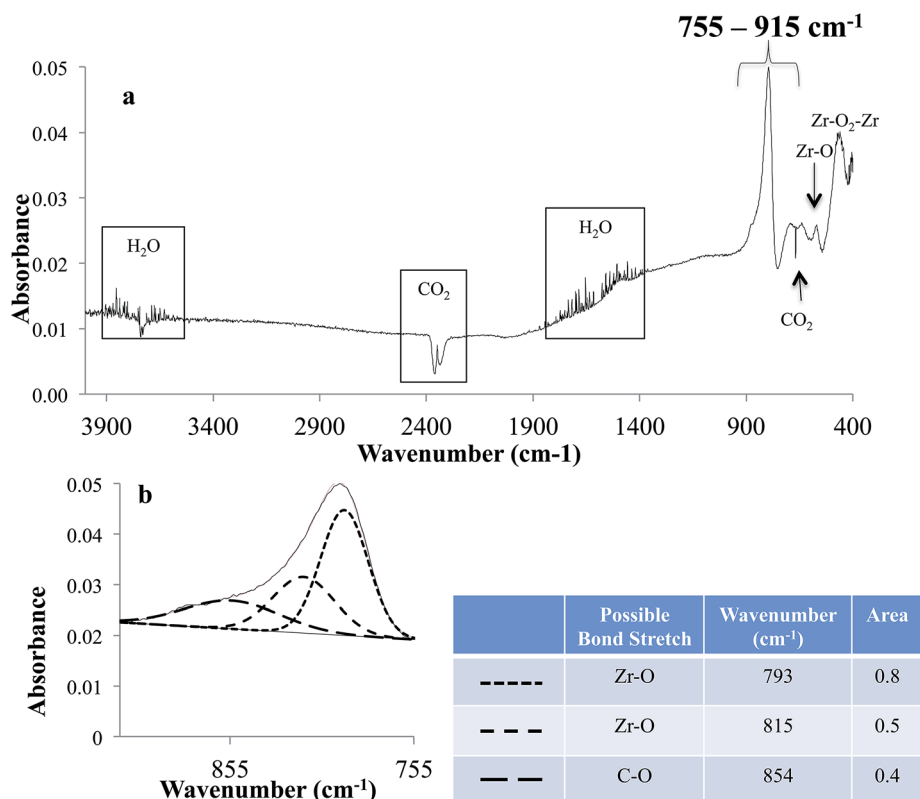 755 – 915 cm-1
0.05
a
0.04
Zr-O2-Zr
Zr-O
0.03
H2O
H2O
0.02
CO2
CO2
0.01
0.00
Absorbance
3900 3400 2900 2400 1900 1400 900 400
Wavenumber (cm-1)
b
0.05
0.04
0.03
0.02
0.01
0
Absorbance
855 755
Wavenumber (cm-1)
Possible Bond Stretch Wavenumber (cm-1) Area
Zr-O 793 0.8
Zr-O 815 0.5
C-O 854 0.4